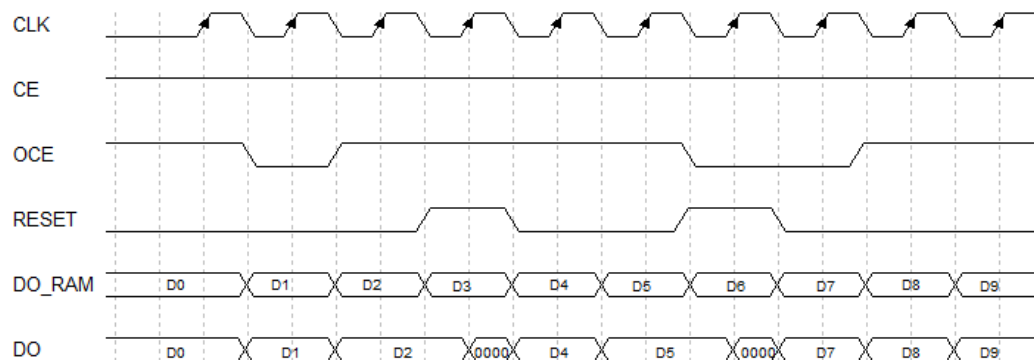 CLK
CE
OCE
RESET
DO_RAM D0 D1 D2 D3 D4 D5 D6 D7 D8 D9
DO D0 D1 D2 0000 D4 D5 0000 D7 D8 D9